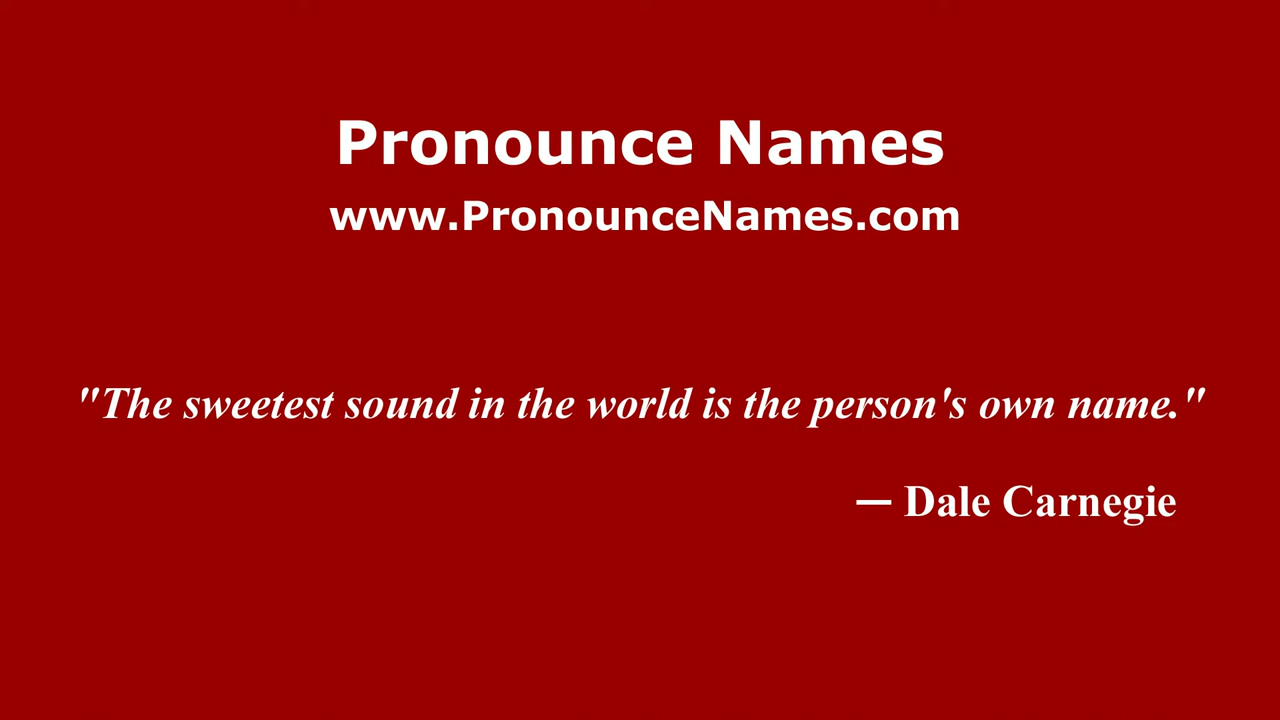 Pronounce Names
www.PronounceNames.com
"The sweetest sound in the world is the person's own name."
— Dale Carnegie